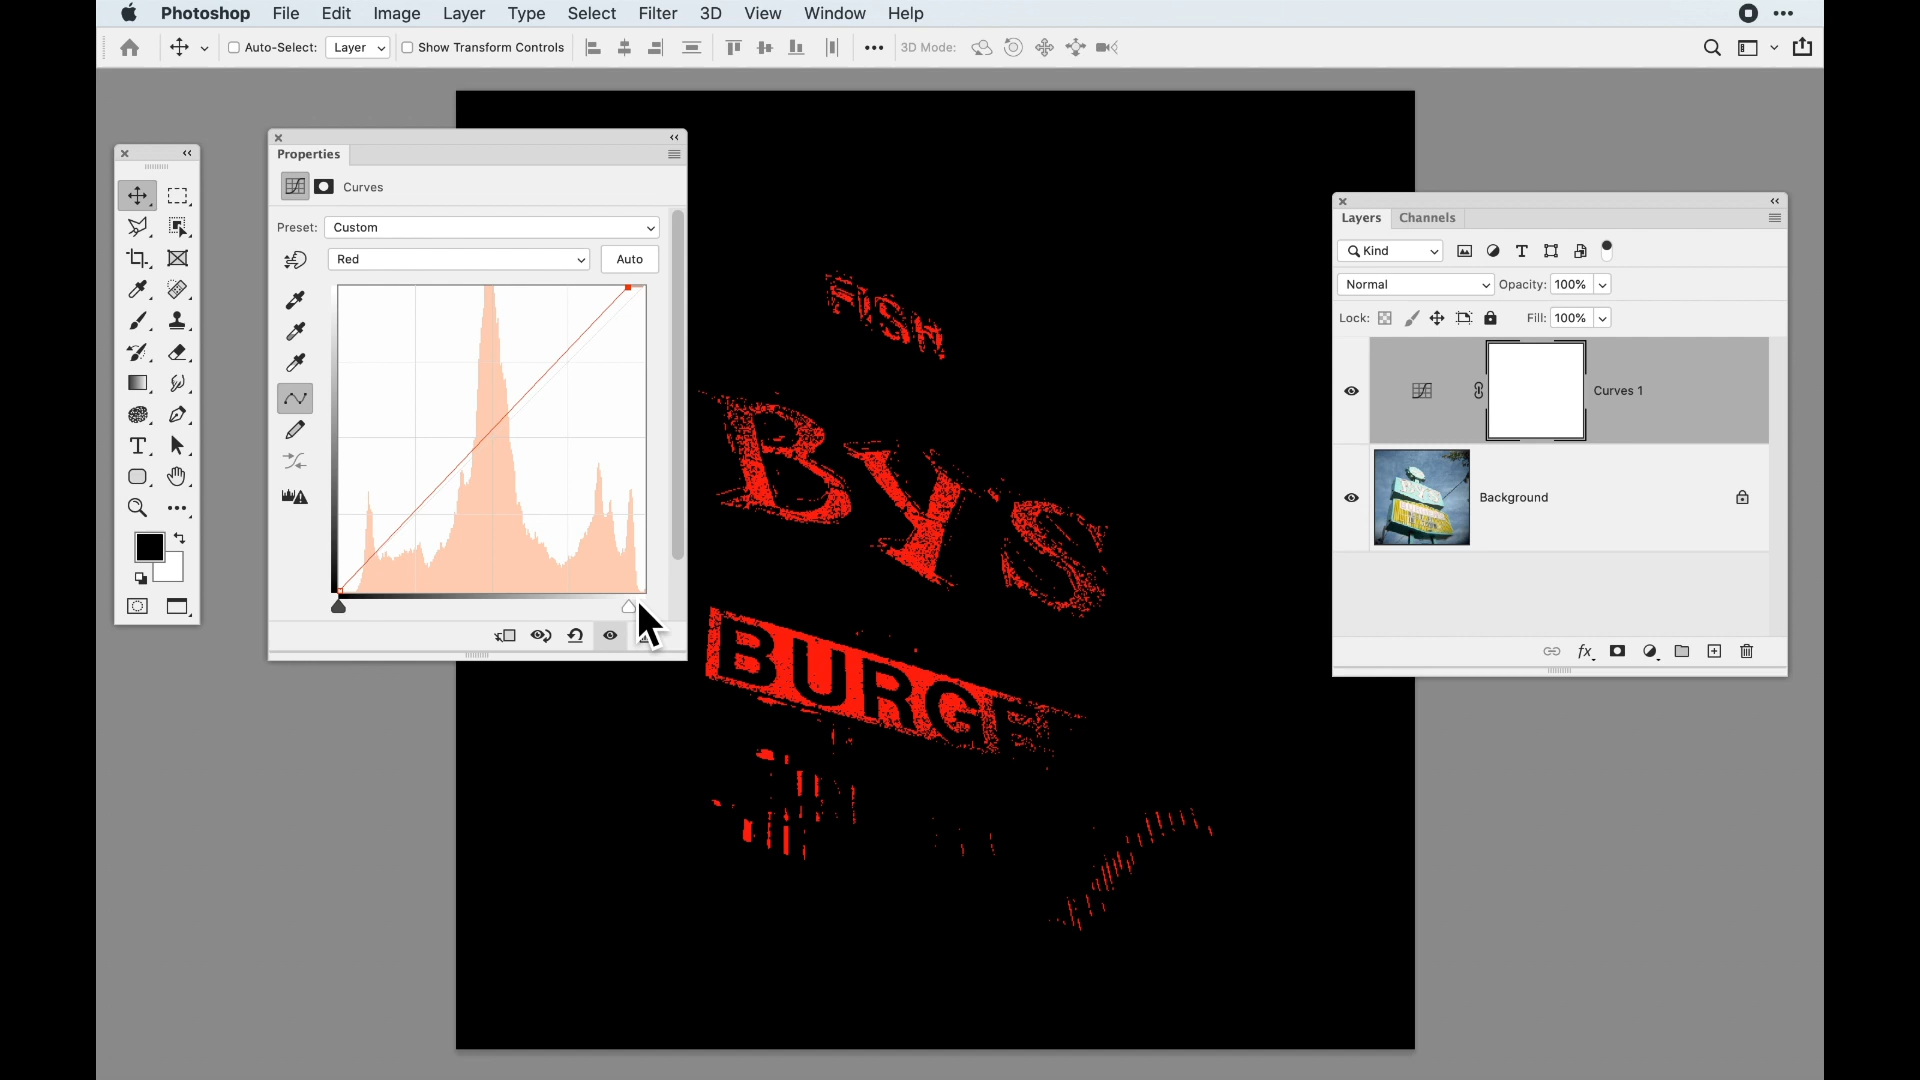 Photoshop File Edit Image Layer Type Select Filter 3D View Window Help
Auto-Select: Layer Show Transform Controls 3D Mode:
Properties
Curves
Preset: Custom
Red Auto
Layers Channels
Kind
Normal Opacity: 100%
Lock: Fill: 100%
Curves 1
Background
FISH
BYS
BURGE